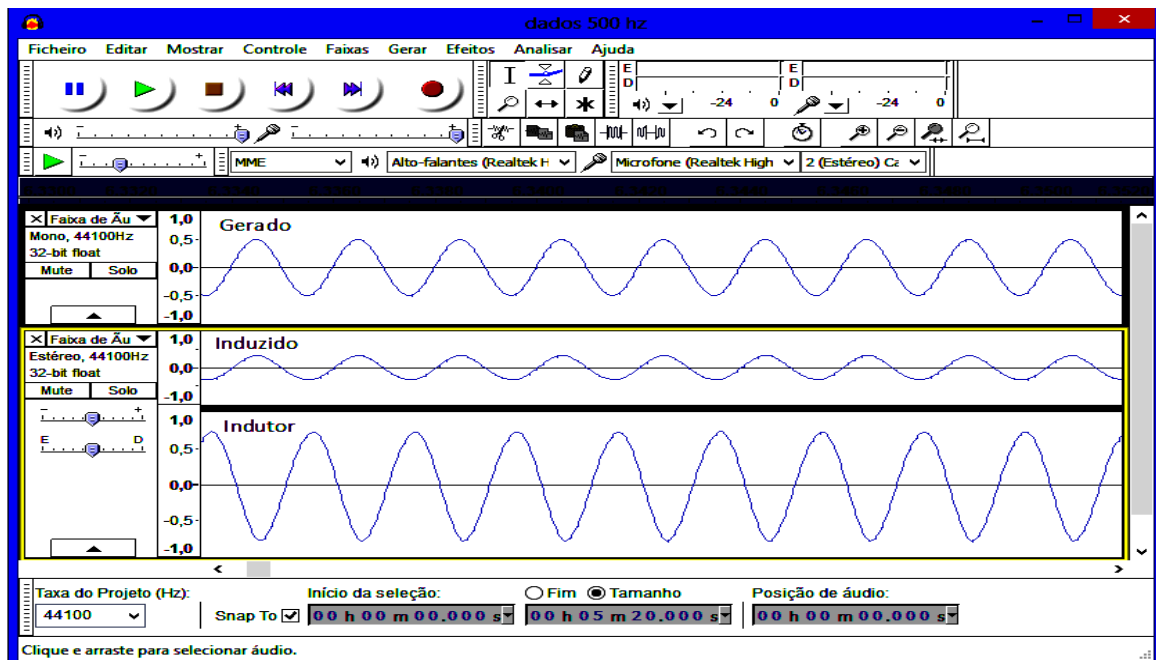 dados 500 hz
Ficheiro Editar Mostrar Controle Faixas Gerar Efeitos Analisar Ajuda
E
D
-24 0
E
D
-24 0
MME Alto-falantes (Realtek H Microfone (Realtek High 2 (Estéreo) Ca
Faixa de Áu
Mono, 44100Hz
32-bit float
Mute Solo
1,0
0,5
0,0
-0,5
-1,0
Gerado
Faixa de Áu
Estéreo, 44100Hz
32-bit float
Mute Solo
E D
1,0
0,0
-1,0
Induzido
1,0
0,5
0,0
-0,5
-1,0
Indutor
Taxa do Projeto (Hz): Início da seleção: Fim Tamanho Posição de áudio:
44100 Snap To 00 h 00 m 00.000 s 00 h 05 m 20.000 s 00 h 00 m 00.000 s
Clique e arraste para selecionar áudio.